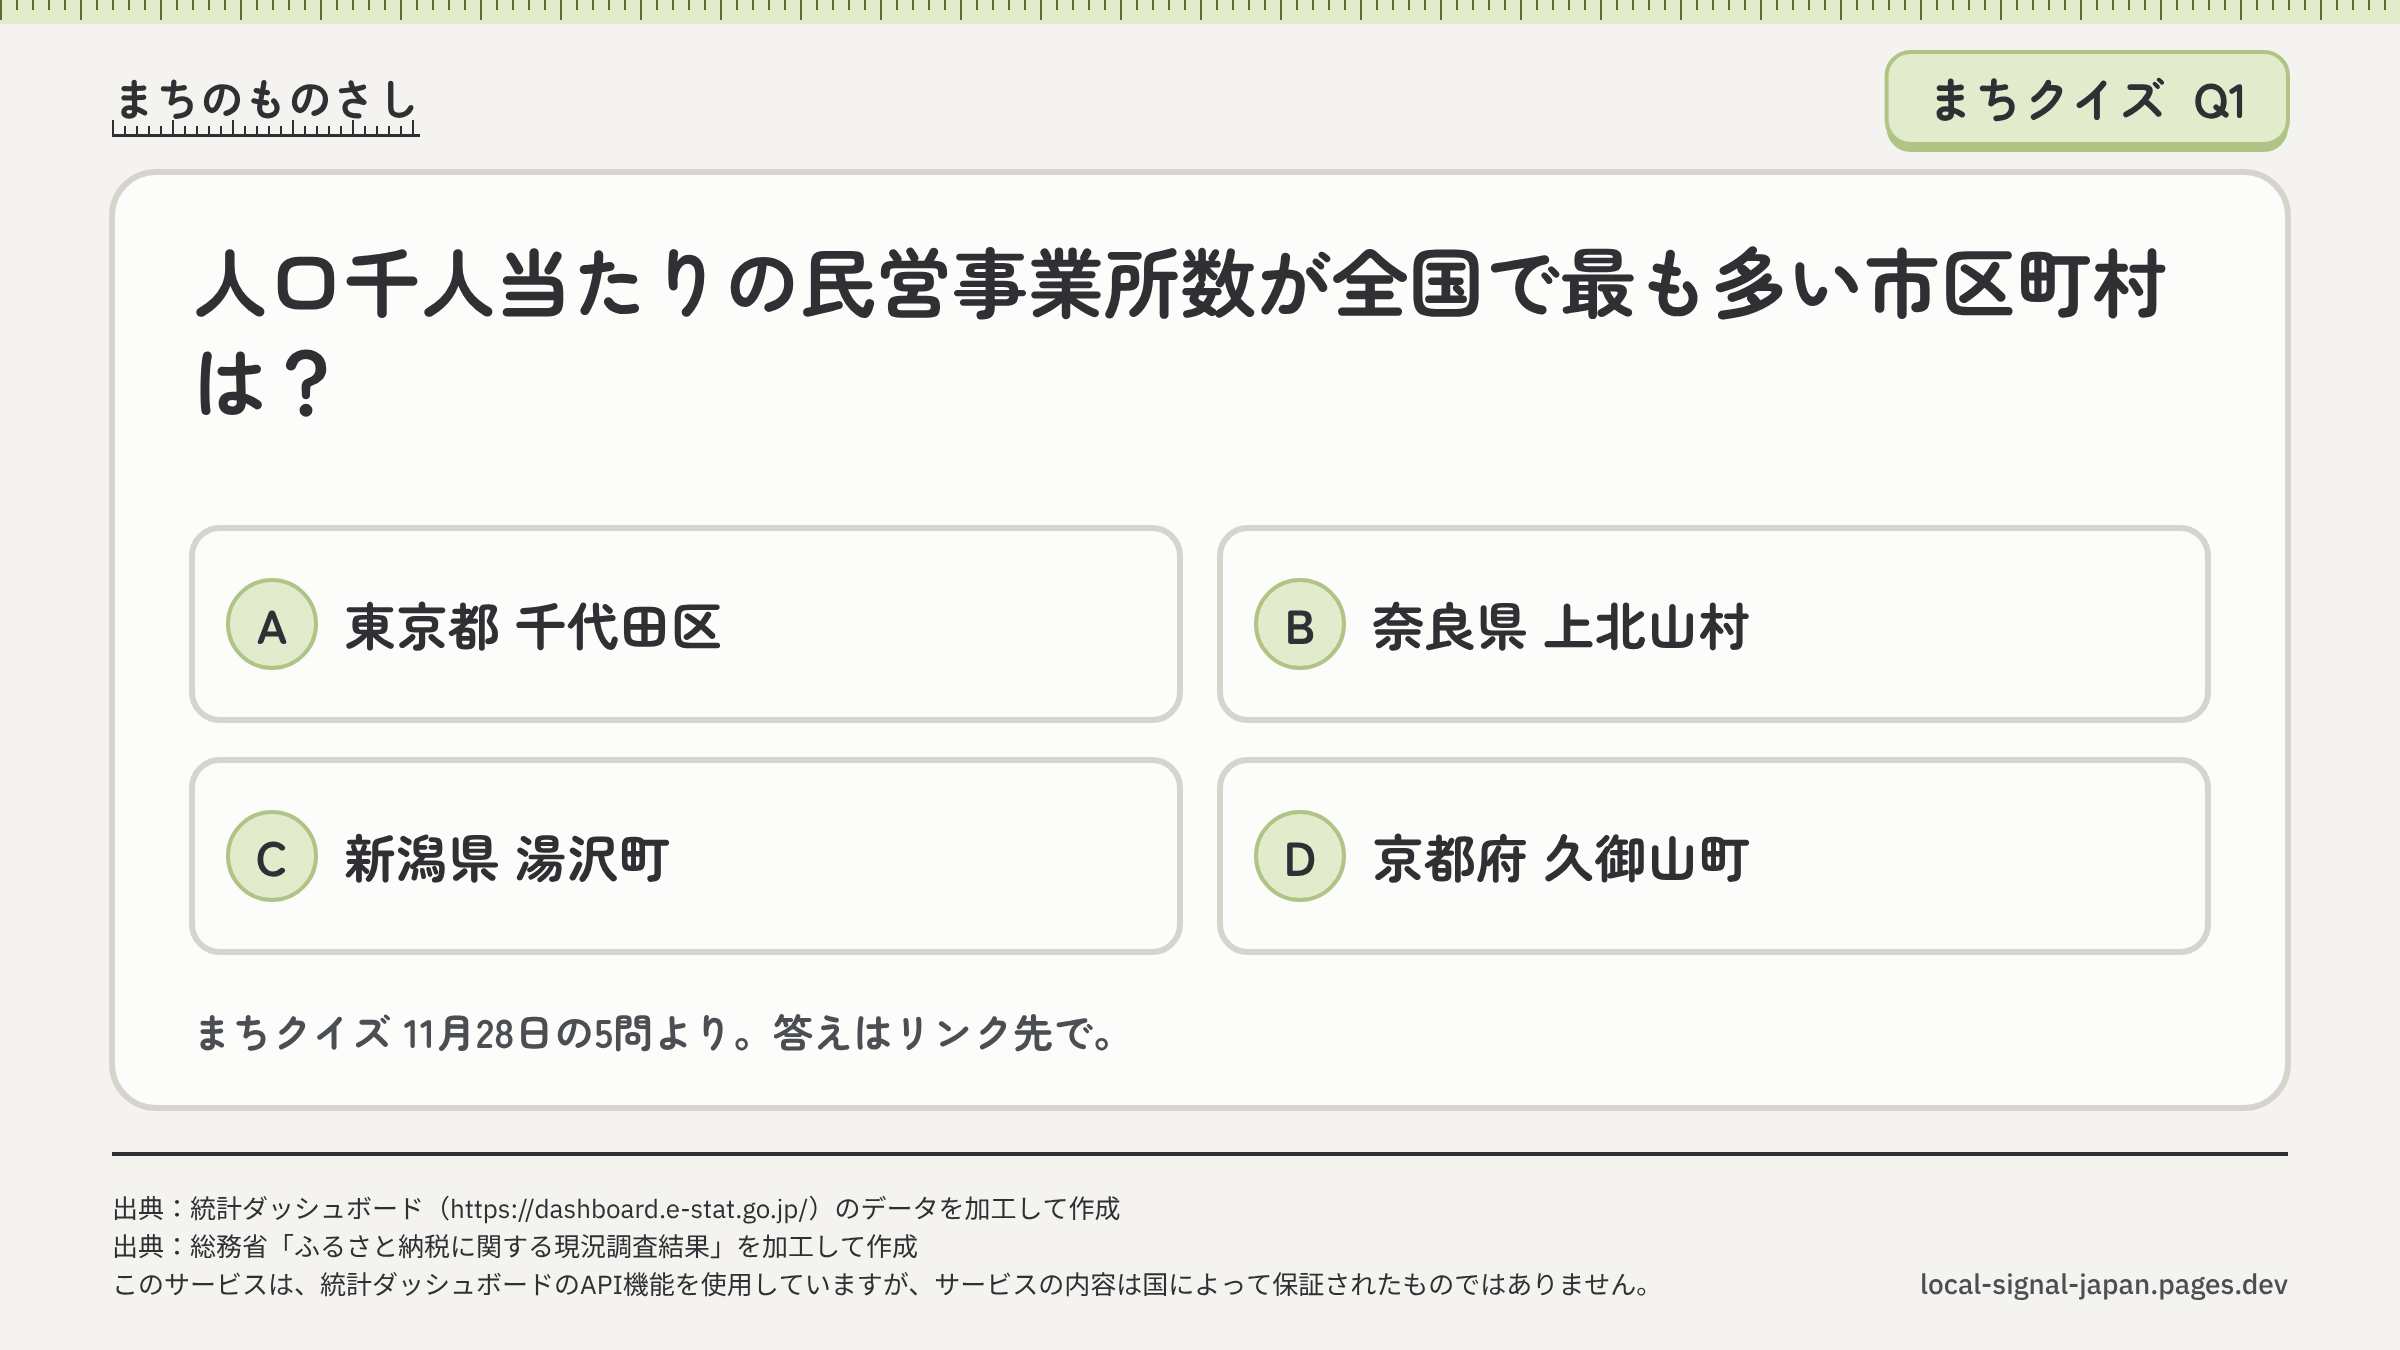 まちのものさし
まちクイズ Q1
人口千人当たりの民営事業所数が全国で最も多い市区町村
は？
A 東京都 千代田区
B 奈良県 上北山村
C 新潟県 湯沢町
D 京都府 久御山町
まちクイズ 11月28日の5問より。答えはリンク先で。
出典：統計ダッシュボード（https://dashboard.e-stat.go.jp/）のデータを加工して作成
出典：総務省「ふるさと納税に関する現況調査結果」を加工して作成
このサービスは、統計ダッシュボードのAPI機能を使用していますが、サービスの内容は国によって保証されたものではありません。
local-signal-japan.pages.dev